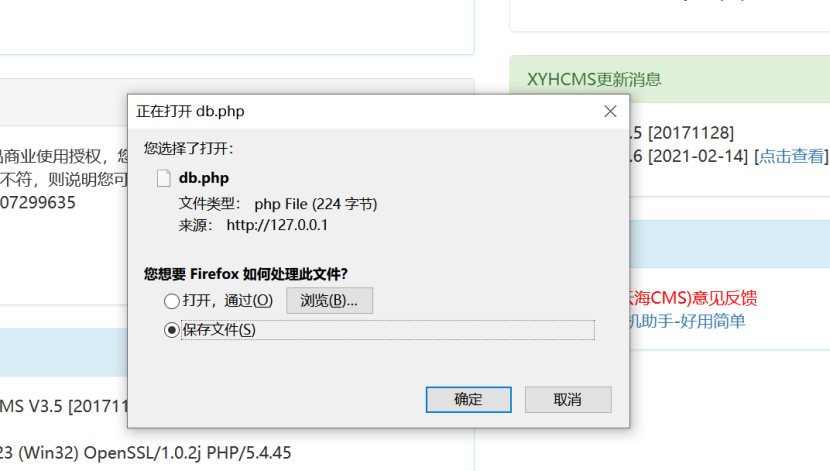 XYHCMS更新消息
正在打开 db.php
.5 [20171128]
您选择了打开：
品商业使用授权，您
.6 [2021-02-14] [点击查看]
db.php
不符，则说明您可
文件类型： php File (224 字节)
07299635
来源： http://127.0.0.1
您想要 Firefox 如何处理此文件?
打开，通过(O) 浏览(B)...
海CMS)意见反馈
保存文件(S)
机助手-好用简单
确定 取消
MS V3.5 [20171
23 (Win32) OpenSSL/1.0.2j PHP/5.4.45